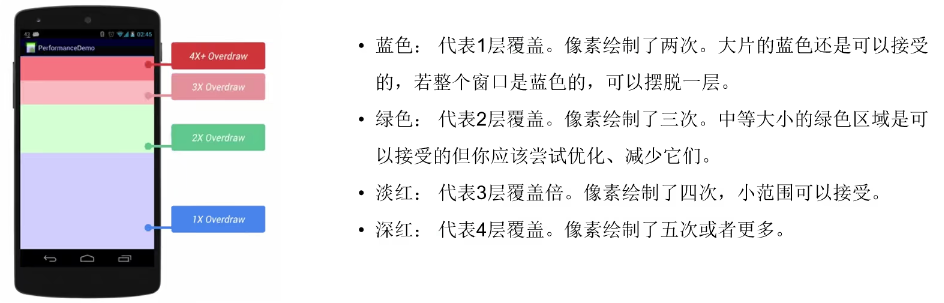 02:45
PerformanceDemo
4X+ Overdraw
3X Overdraw
2X Overdraw
1X Overdraw
• 蓝色： 代表1层覆盖。像素绘制了两次。大片的蓝色还是可以接受
的，若整个窗口是蓝色的，可以摆脱一层。
• 绿色： 代表2层覆盖。像素绘制了三次。中等大小的绿色区域是可
以接受的但你应该尝试优化、减少它们。
• 淡红： 代表3层覆盖倍。像素绘制了四次，小范围可以接受。
• 深红： 代表4层覆盖。像素绘制了五次或者更多。